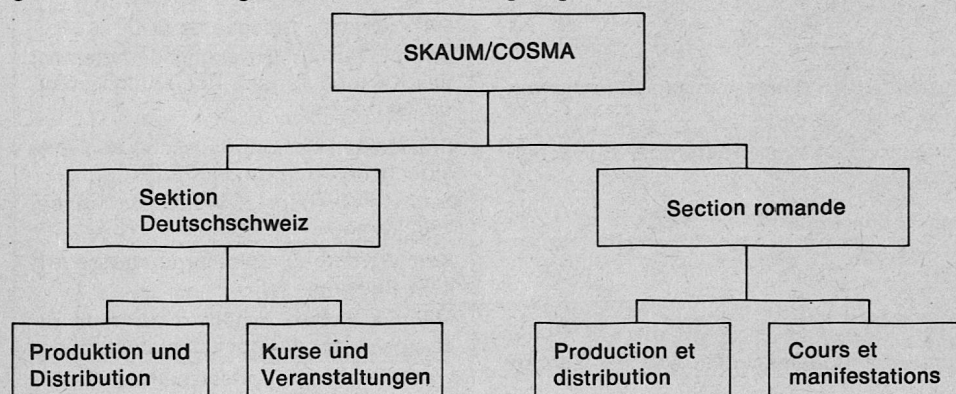 SKAUM/COSMA
Sektion
Deutschschweiz
Section romande
Produktion und
Distribution
Kurse und
Veranstaltungen
Production et
distribution
Cours et
manifestations